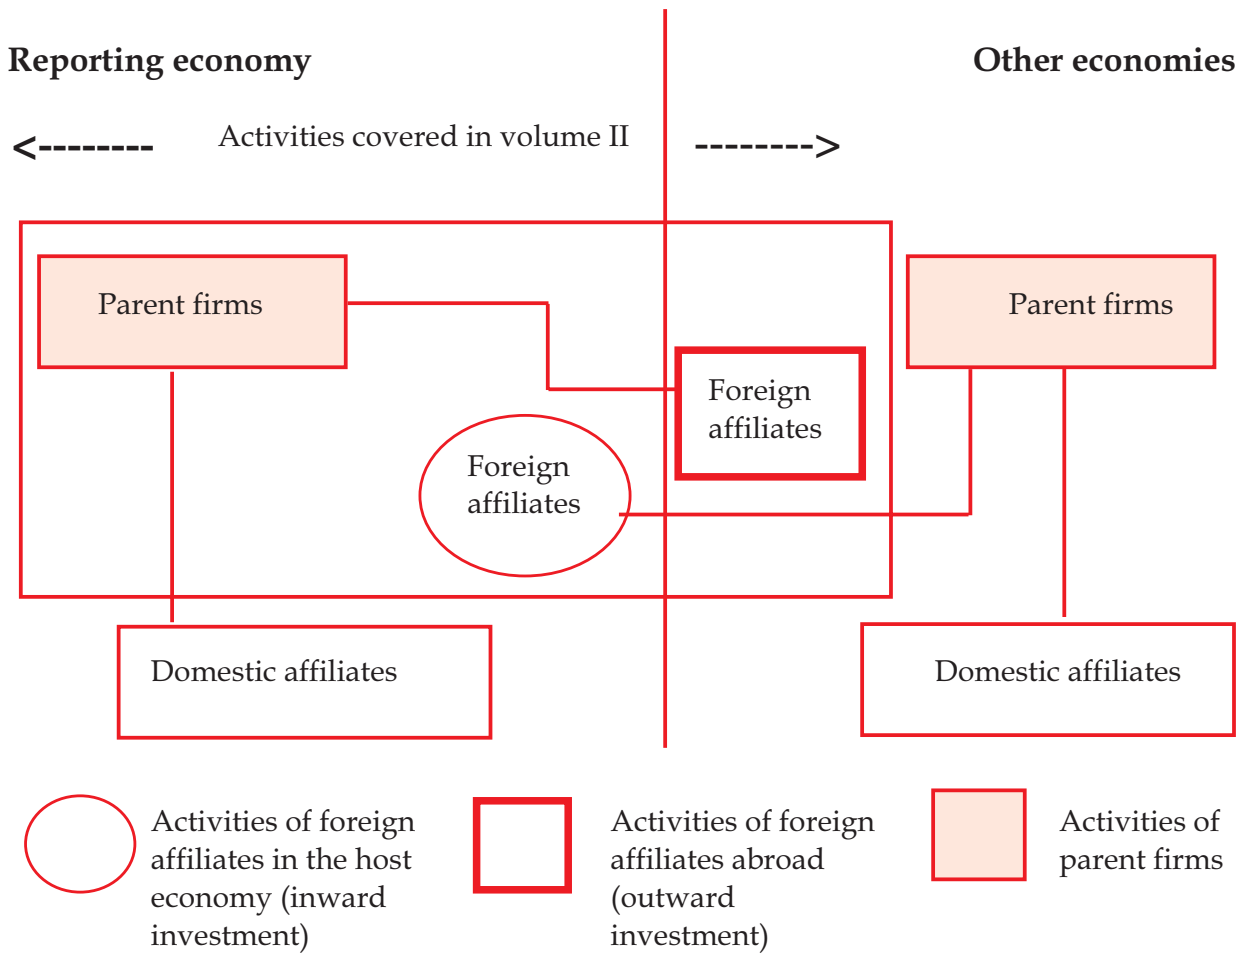 Reporting economy
Other economies
<-------- Activities covered in volume II -------->
Parent firms
Parent firms
Foreign
affiliates
Foreign
affiliates
Domestic affiliates
Domestic affiliates
Activities of foreign
affiliates in the host
economy (inward
investment)
Activities of foreign
affiliates abroad
(outward
investment)
Activities of
parent firms